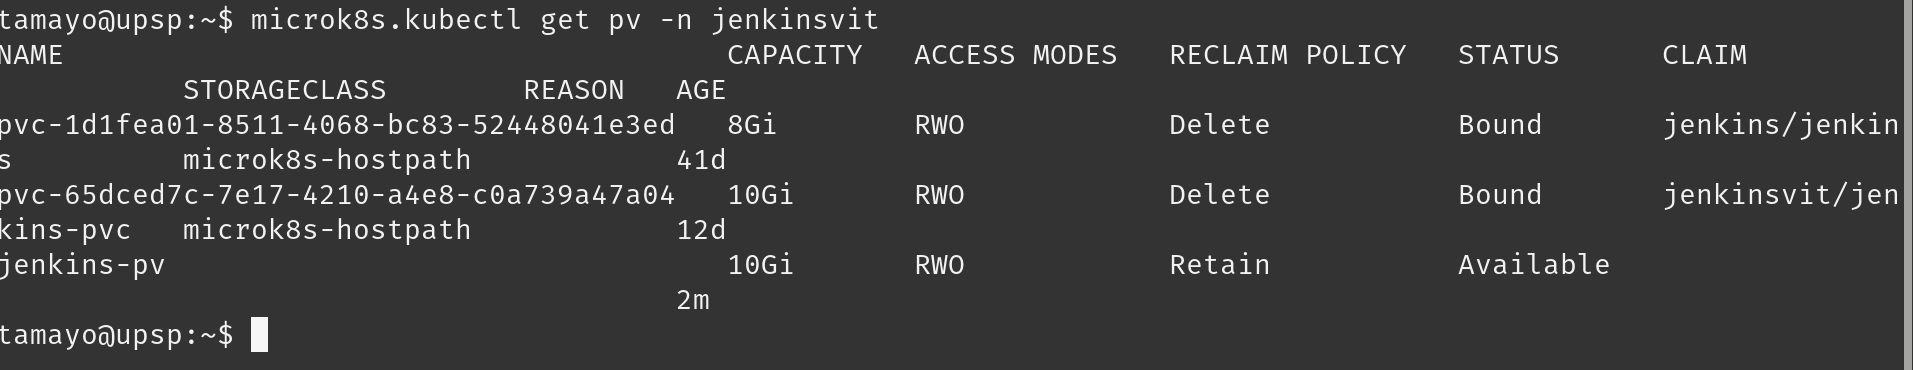 tamayo@upsp:~$ microk8s.kubectl get pv -n jenkinsvit
NAME                                       CAPACITY   ACCESS MODES   RECLAIM POLICY   STATUS      CLAIM
           STORAGECLASS        REASON   AGE
pvc-1d1fea01-8511-4068-bc83-52448041e3ed   8Gi        RWO            Delete           Bound       jenkins/jenkin
s          microk8s-hostpath            41d
pvc-65dced7c-7e17-4210-a4e8-c0a739a47a04   10Gi       RWO            Delete           Bound       jenkinsvit/jen
kins-pvc   microk8s-hostpath            12d
jenkins-pv                                 10Gi       RWO            Retain           Available
                                        2m
tamayo@upsp:~$